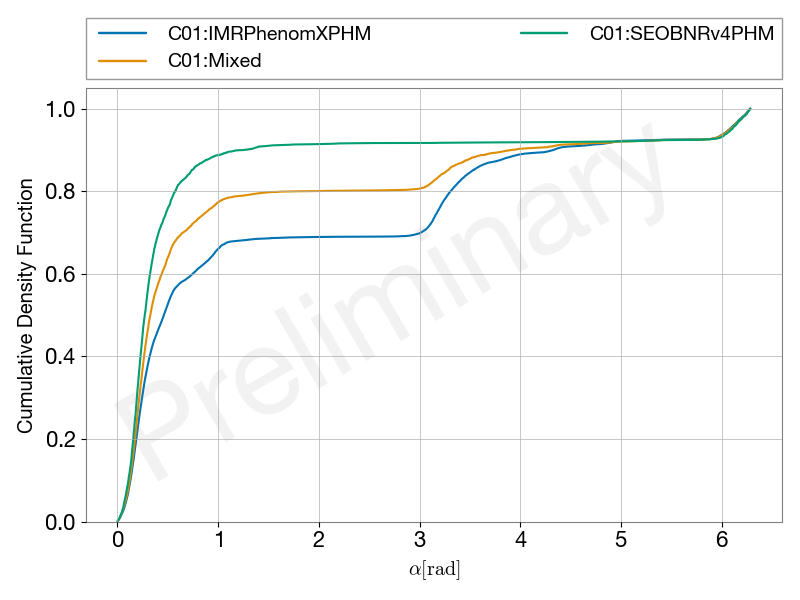 C01:IMRPhenomXPHM
C01:Mixed
C01:SEOBNRv4PHM
1.0
0.8
0.6
0.4
0.2
0.0
Cumulative Density Function
Preliminary
0 1 2 3 4 5 6
α[rad]